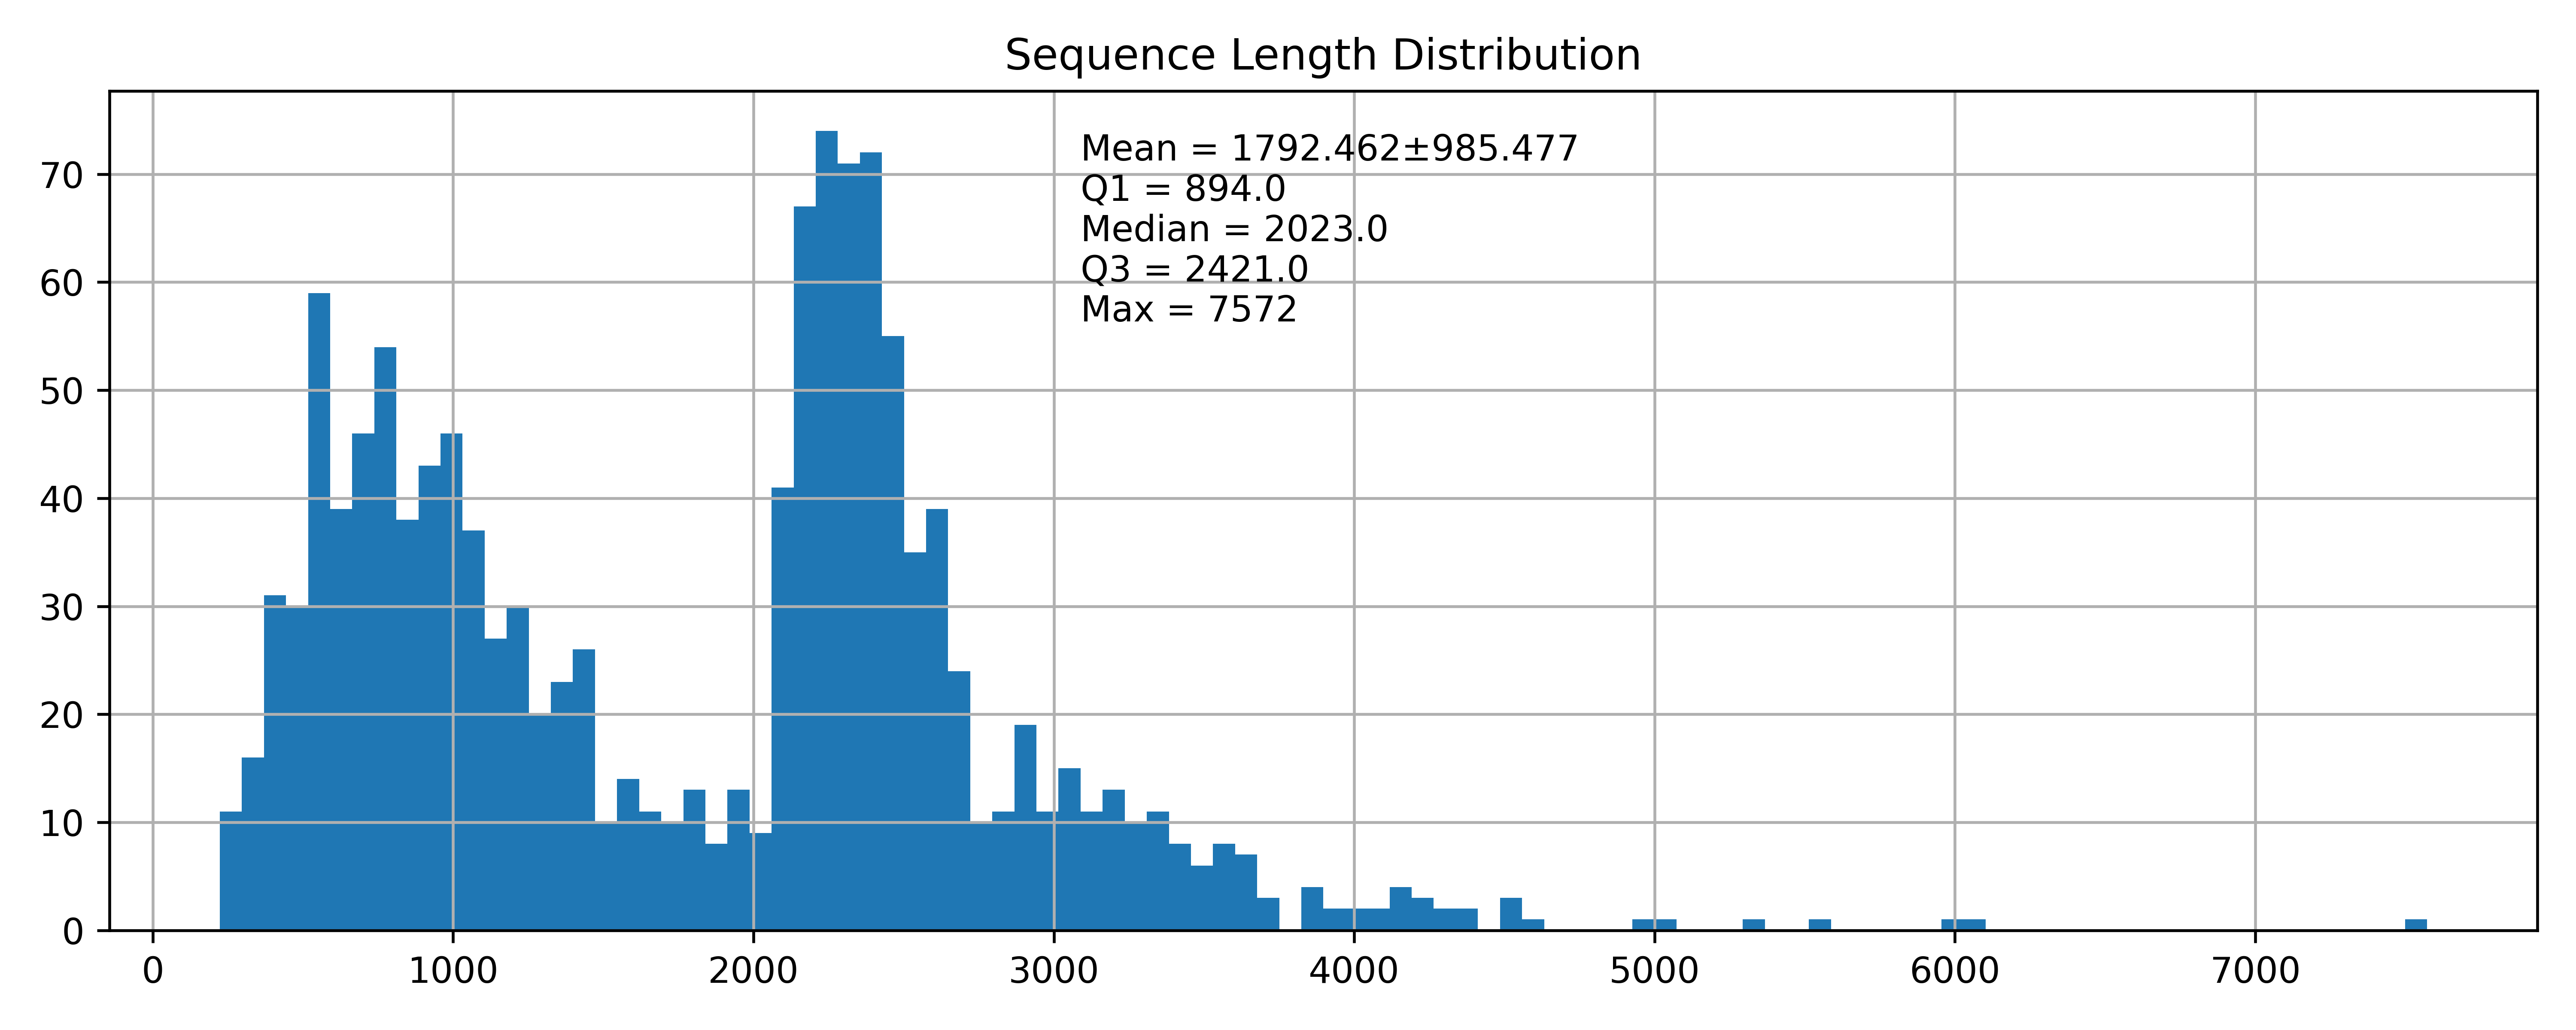 Sequence Length Distribution
Mean = 1792.462±985.477
Q1 = 894.0
Median = 2023.0
Q3 = 2421.0
Max = 7572
70
60
50
40
30
20
10
0
0 1000 2000 3000 4000 5000 6000 7000